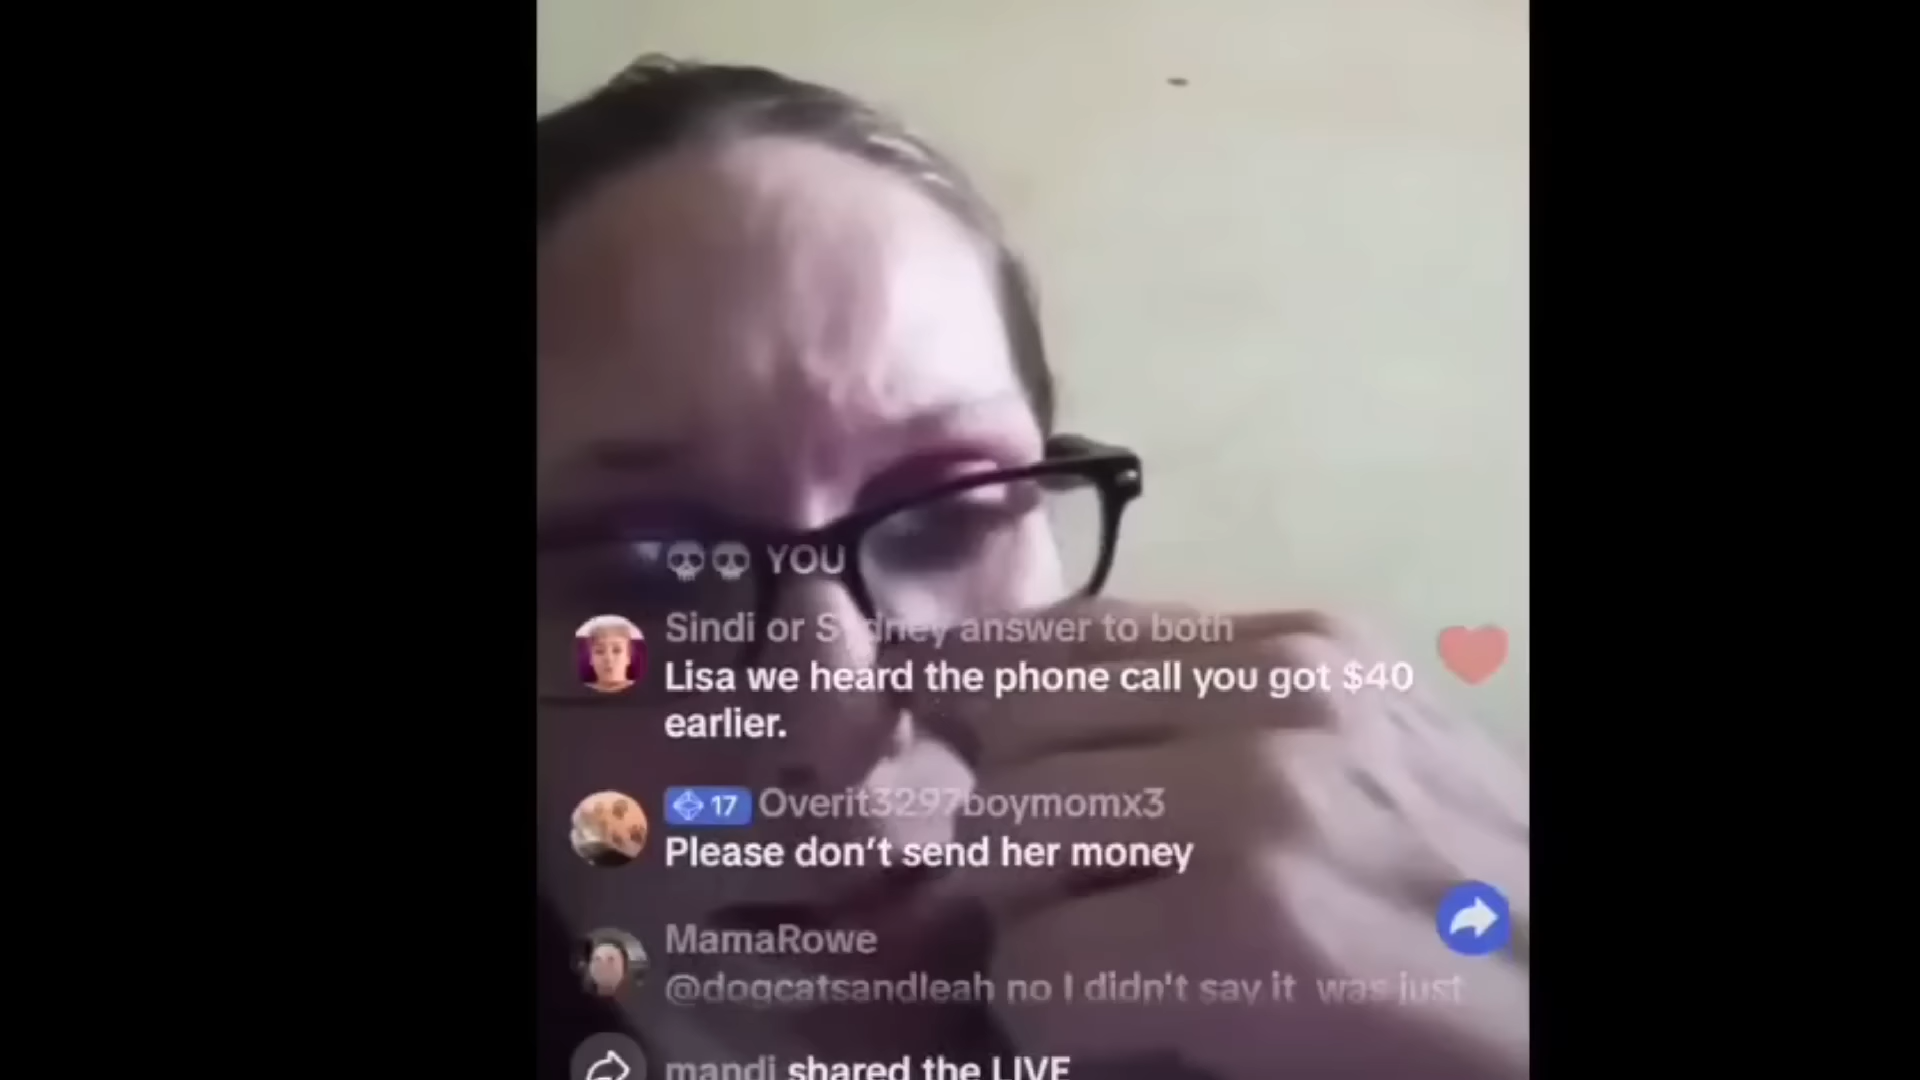 💀💀 YOU
Sindi or Sydney answer to both
Lisa we heard the phone call you got $40
earlier.
17 Overit3297boymomx3
Please don't send her money
MamaRowe
@dogcatsandleah no I didn't say it was just
mandi shared the LIVE